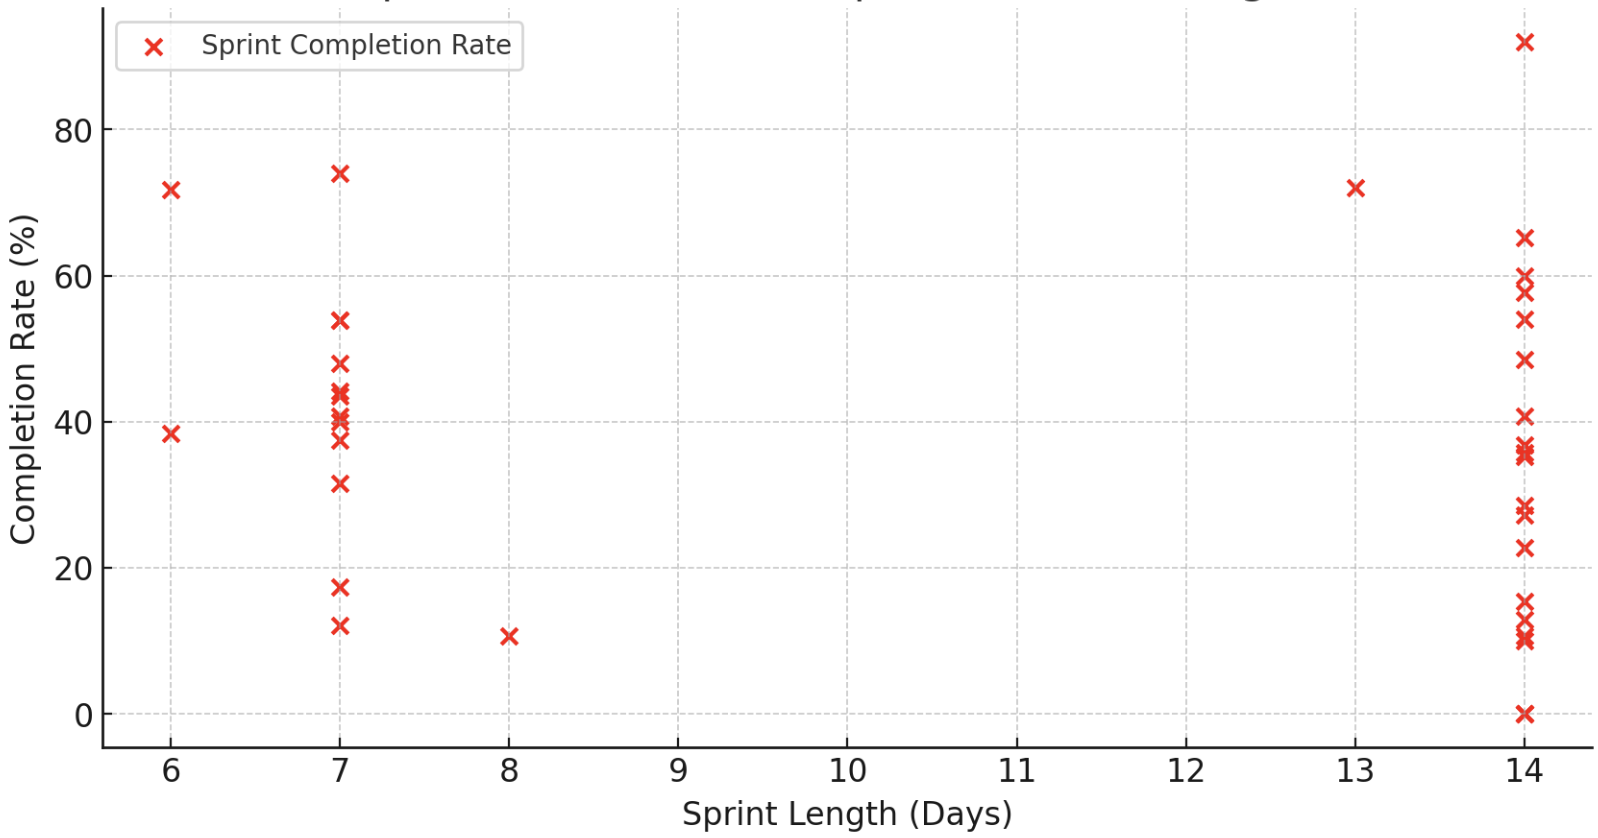 Sprint Completion Rate
80
60
40
20
0
Completion Rate (%)
6 7 8 9 10 11 12 13 14
Sprint Length (Days)